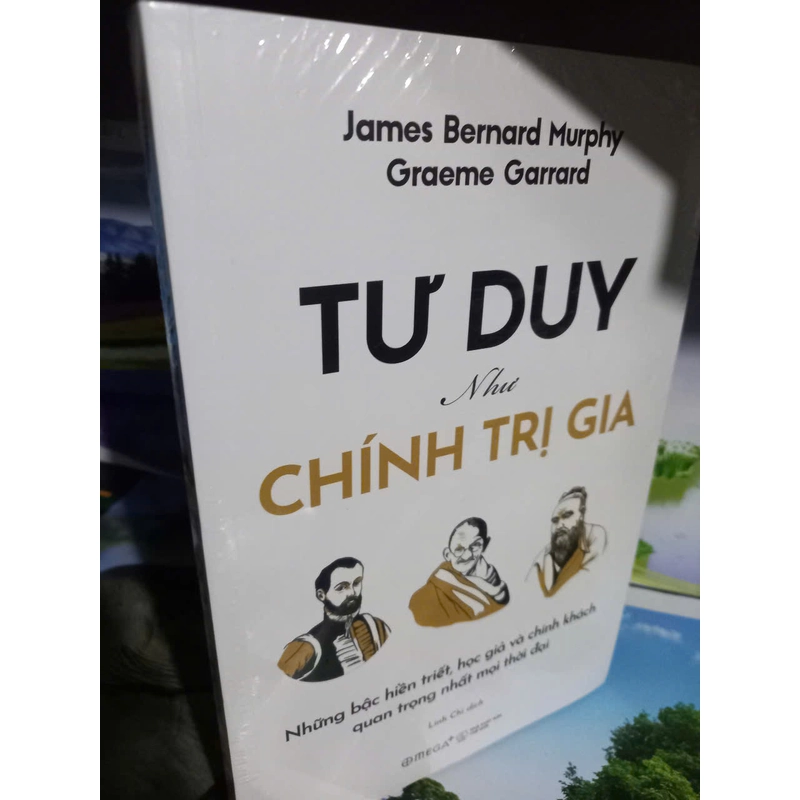 James Bernard Murphy
Graeme Garrard
TƯ DUY
Như
CHÍNH TRỊ GIA
Những bậc hiền triết, học giả và chính khách
quan trọng nhất mọi thời đại
Linh Chi dịch
OMEGA+